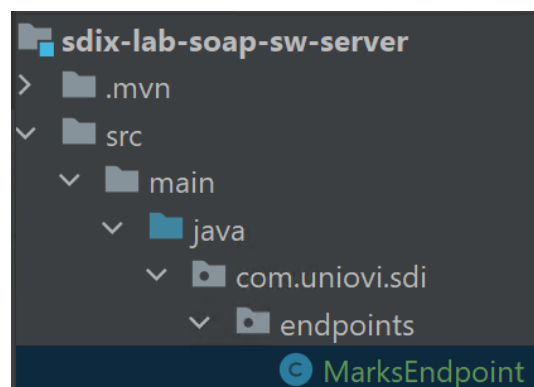 sdix-lab-soap-sw-server
.mvn
src
main
java
com.uniovi.sdi
endpoints
C MarksEndpoint